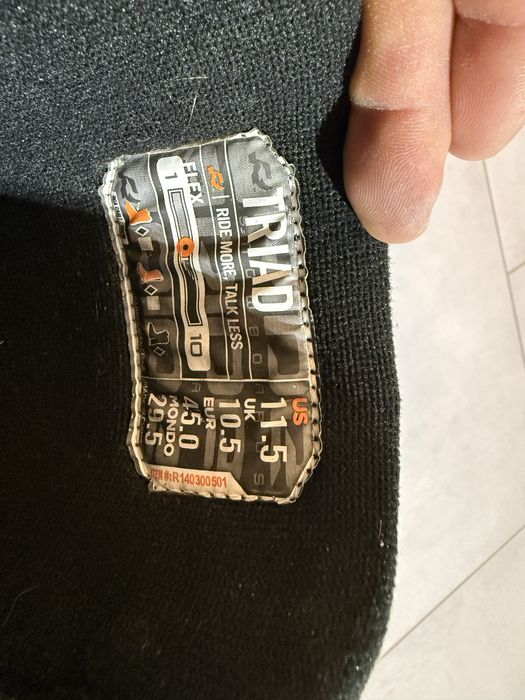 TRIAD
RIDE MORE, TALK LESS
FLEX
1
10
US
11.5
UK
10.5
EUR
45.0
MONDO
29.5
ITEM #: R140300501